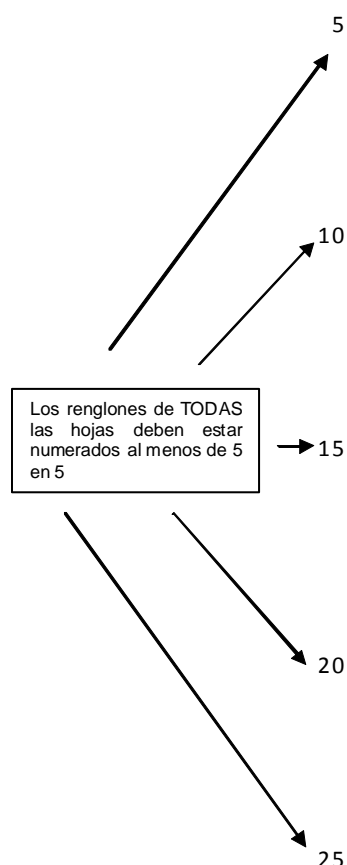 5
10
Los renglones de TODAS
las hojas deben estar
numerados al menos de 5
en 5
15
20
25